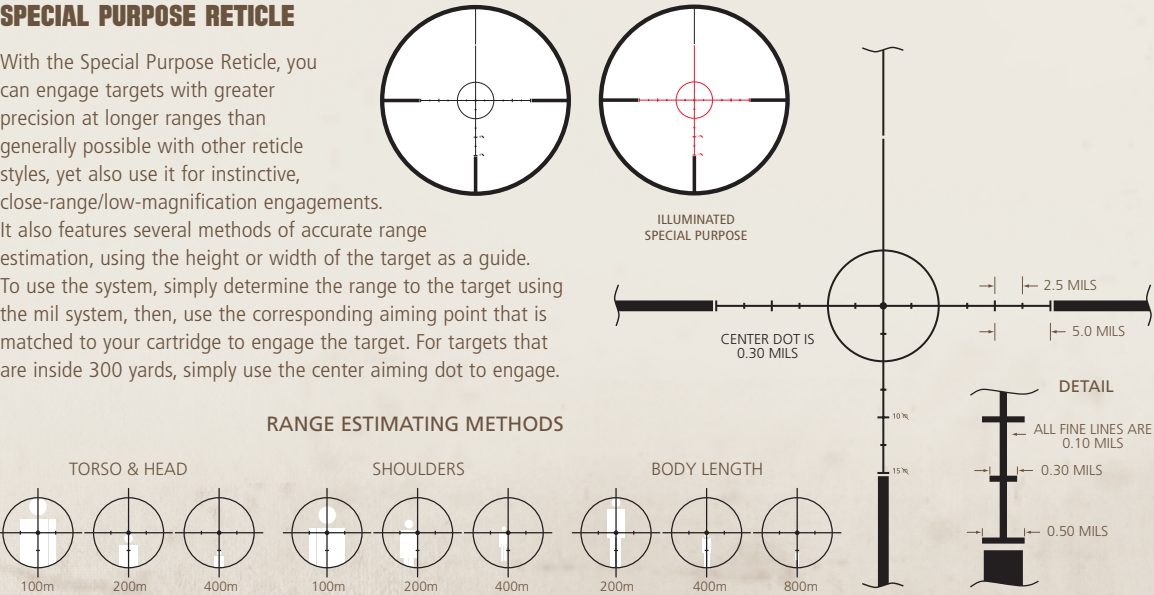 SPECIAL PURPOSE RETICLE
With the Special Purpose Reticle, you
can engage targets with greater
precision at longer ranges than
generally possible with other reticle
styles, yet also use it for instinctive,
close-range/low-magnification engagements.
It also features several methods of accurate range
estimation, using the height or width of the target as a guide.
To use the system, simply determine the range to the target using
the mil system, then, use the corresponding aiming point that is
matched to your cartridge to engage the target. For targets that
are inside 300 yards, simply use the center aiming dot to engage.
ILLUMINATED
SPECIAL PURPOSE
2.5 MILS
5.0 MILS
CENTER DOT IS
0.30 MILS
10
15
DETAIL
ALL FINE LINES ARE
0.10 MILS
0.30 MILS
0.50 MILS
RANGE ESTIMATING METHODS
TORSO & HEAD
100m
200m
400m
SHOULDERS
100m
200m
400m
BODY LENGTH
200m
400m
800m